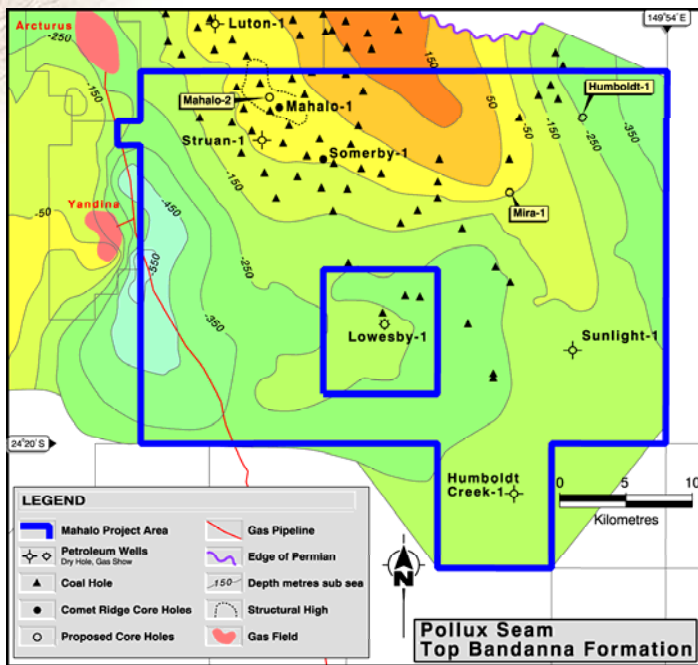 Arcturus
-250
Luton-1
150
149°54' E
-150
Humboldt-1
Mahalo-2
Mahalo-1
50
-50
-350
-250
-150
Struan-1
Somerby-1
-150
-450
Yandina
-50
Mira-1
-550
-250
-350
Lowesby-1
Sunlight-1
24°20' S
Humboldt
Creek-1
0 5 10
Kilometres
N
LEGEND
Mahalo Project Area
Petroleum Wells
Dry Hole, Gas Show
Coal Hole
Comet Ridge Core Holes
Proposed Core Holes
Gas Pipeline
Edge of Permian
-150 Depth metres sub sea
Structural High
Gas Field
Pollux Seam
Top Bandanna Formation